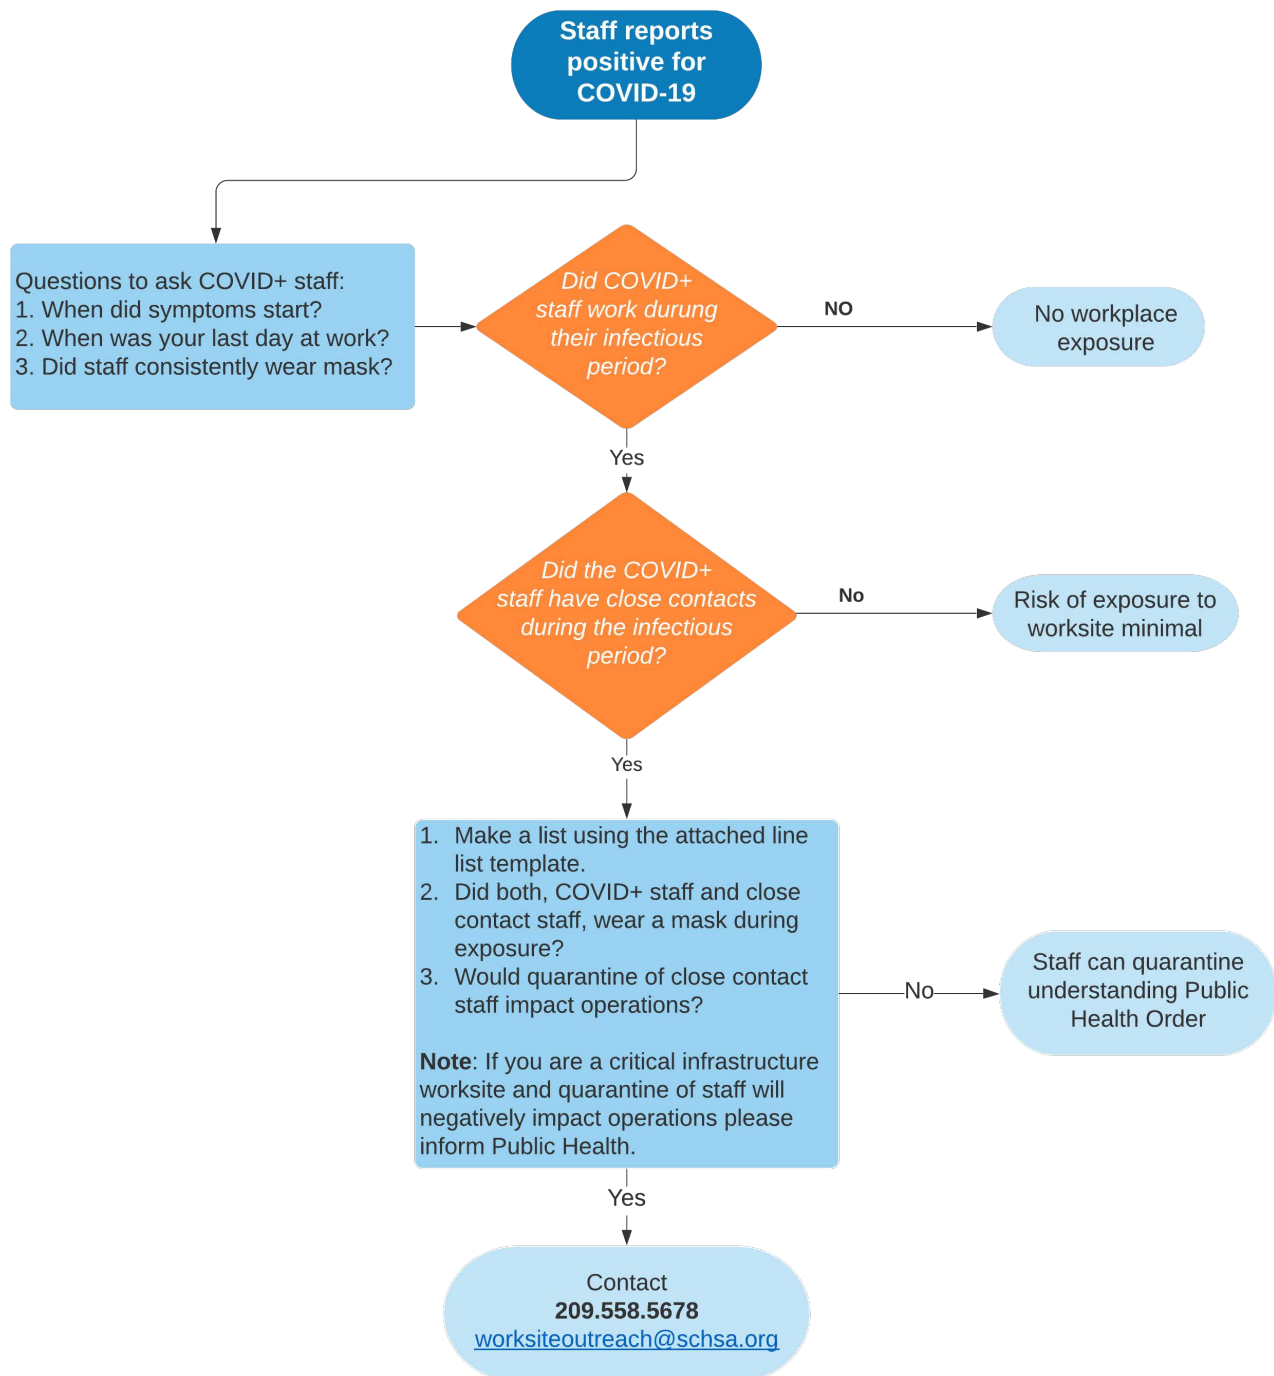 Staff reports
positive for
COVID-19
Questions to ask COVID+ staff:
1. When did symptoms start?
2. When was your last day at work?
3. Did staff consistently wear mask?
Did COVID+
staff work durung
their infectious
period?
NO
No workplace
exposure
Yes
Did the COVID+
staff have close contacts
during the infectious
period?
No
Risk of exposure to
worksite minimal
Yes
1. Make a list using the attached line
list template.
2. Did both, COVID+ staff and close
contact staff, wear a mask during
exposure?
3. Would quarantine of close contact
staff impact operations?
Note: If you are a critical infrastructure
worksite and quarantine of staff will
negatively impact operations please
inform Public Health.
No
Staff can quarantine
understanding Public
Health Order
Yes
Contact
209.558.5678
worksiteoutreach@schsa.org